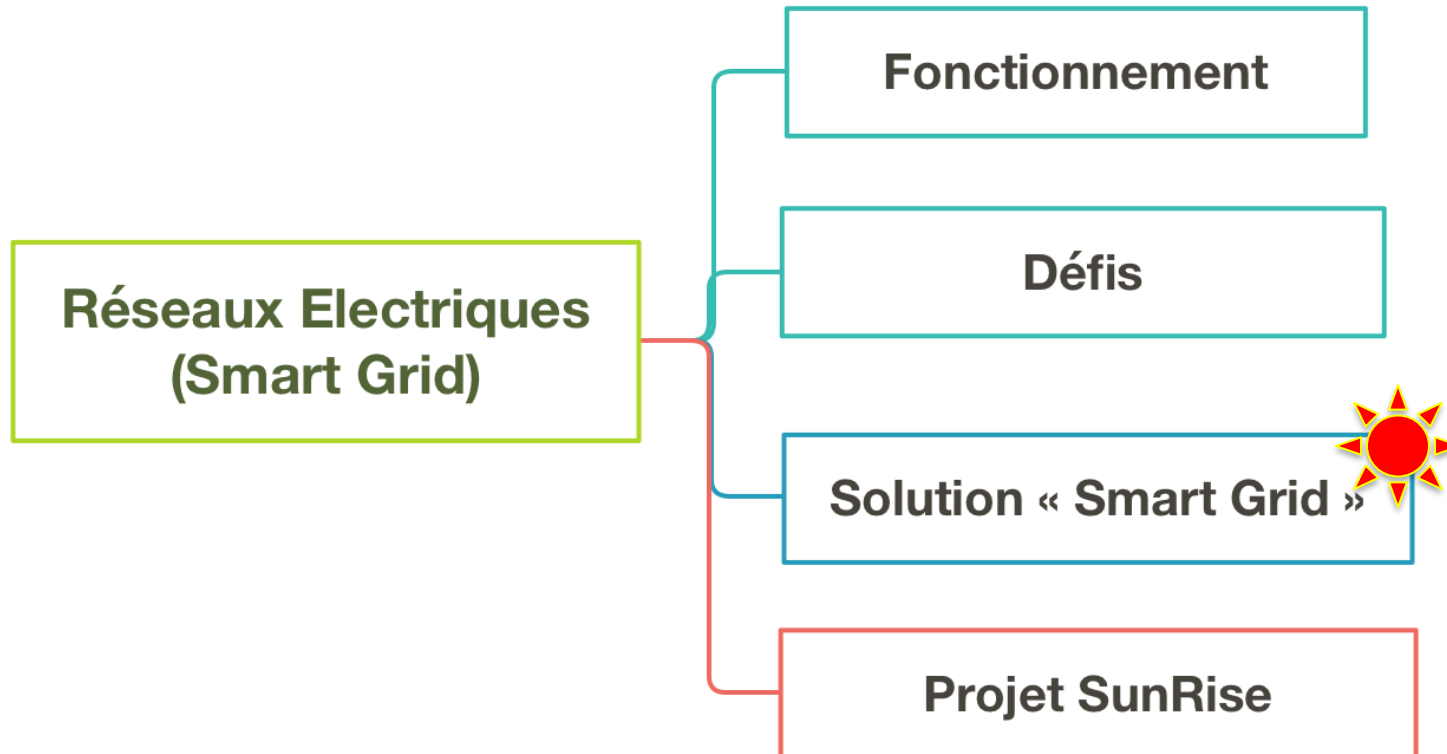 Réseaux Electriques
(Smart Grid)
Fonctionnement
Défis
Solution « Smart Grid »
Projet SunRise